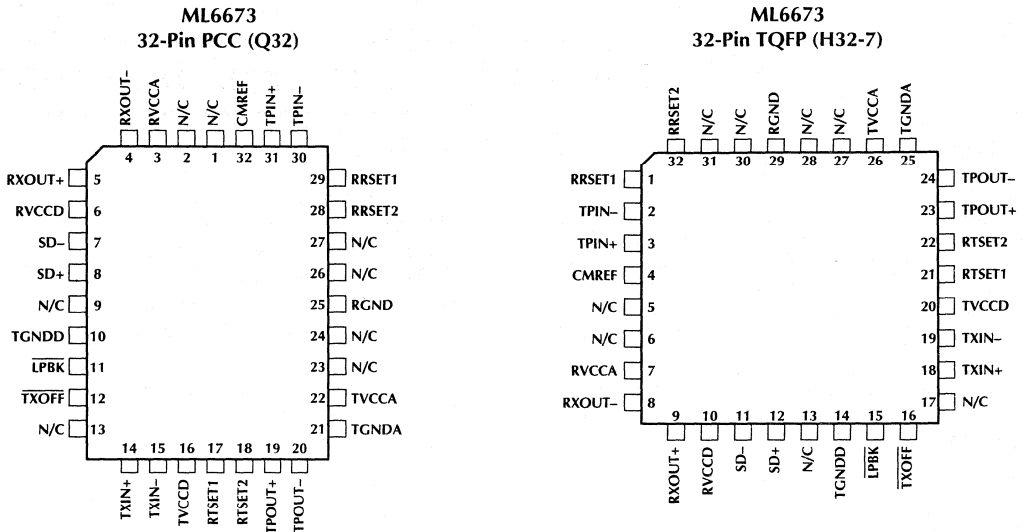 ML6673
32-Pin PCC (Q32)
RXOUT–
RVCCA
N/C
N/C
CMREF
TPIN+
TPIN–
4 3 2 1 32 31 30
RXOUT+ 5
RVCCD 6
SD– 7
SD+ 8
N/C 9
TGNDD 10
L̅P̅B̅K̅ 11
T̅X̅O̅F̅F̅ 12
N/C 13
29 RRSET1
28 RRSET2
27 N/C
26 N/C
25 RGND
24 N/C
23 N/C
22 TVCCA
21 TGNDA
14 15 16 17 18 19 20
TXIN+
TXIN–
TVCCD
RTSET1
RTSET2
TPOUT+
TPOUT–
ML6673
32-Pin TQFP (H32-7)
RRSET2
N/C
N/C
RGND
N/C
N/C
TVCCA
TGNDA
32 31 30 29 28 27 26 25
RRSET1 1
TPIN– 2
TPIN+ 3
CMREF 4
N/C 5
N/C 6
RVCCA 7
RXOUT– 8
24 TPOUT–
23 TPOUT+
22 RTSET2
21 RTSET1
20 TVCCD
19 TXIN–
18 TXIN+
17 N/C
9 10 11 12 13 14 15 16
RXOUT+
RVCCD
SD–
SD+
N/C
TGNDD
L̅P̅B̅K̅
T̅X̅O̅F̅F̅